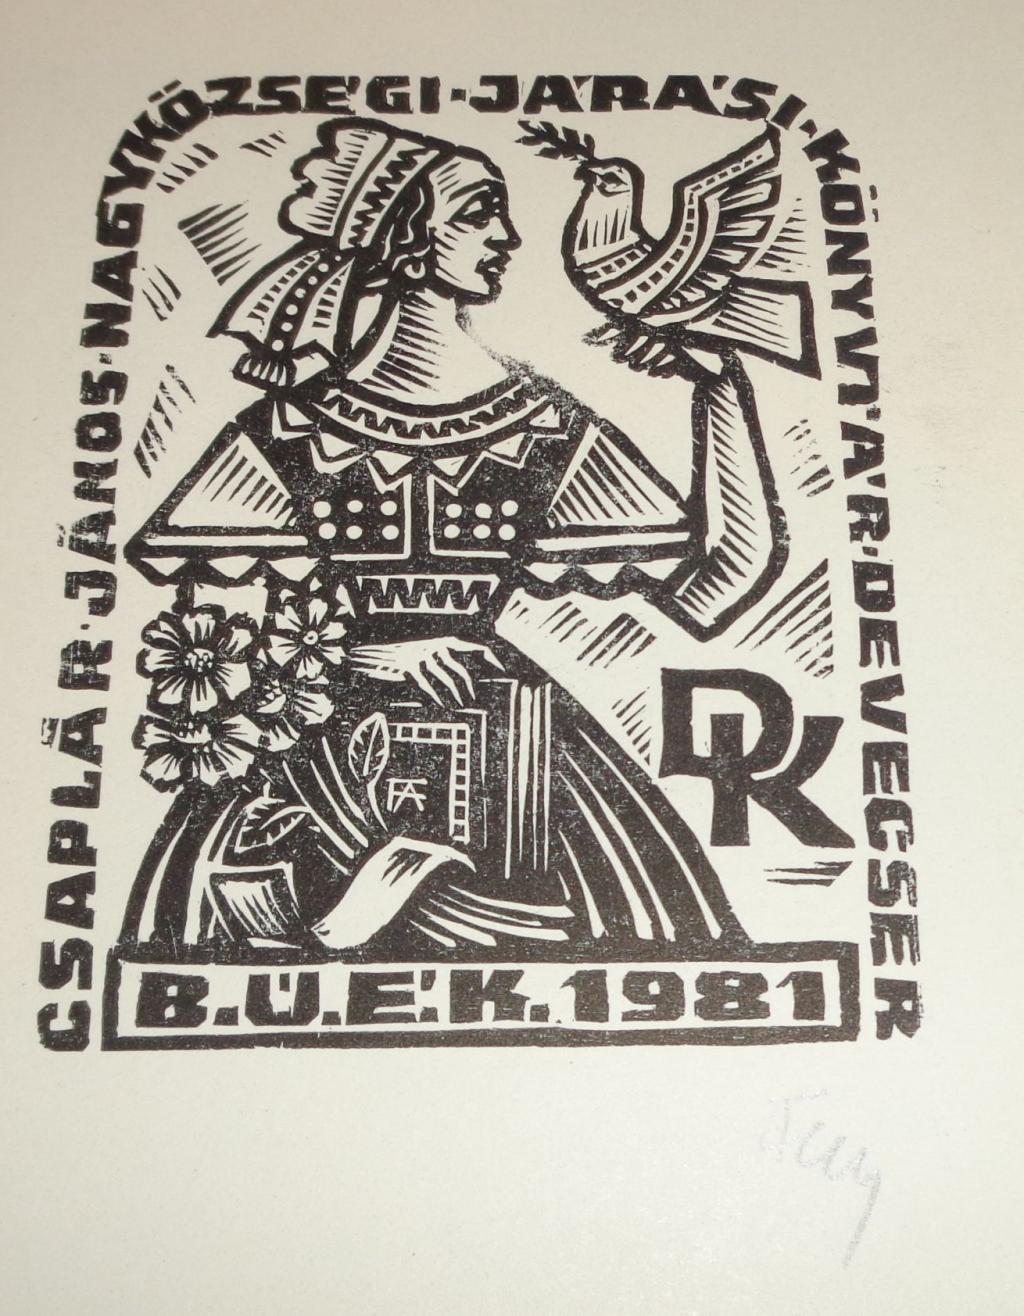 CSAPLÁR·JÁNOS·NAGYKÖZSÉGI·JÁRÁSI·KÖNYVTÁR·DEVECSER
DK
FA
B.Ú.É.K. 1981